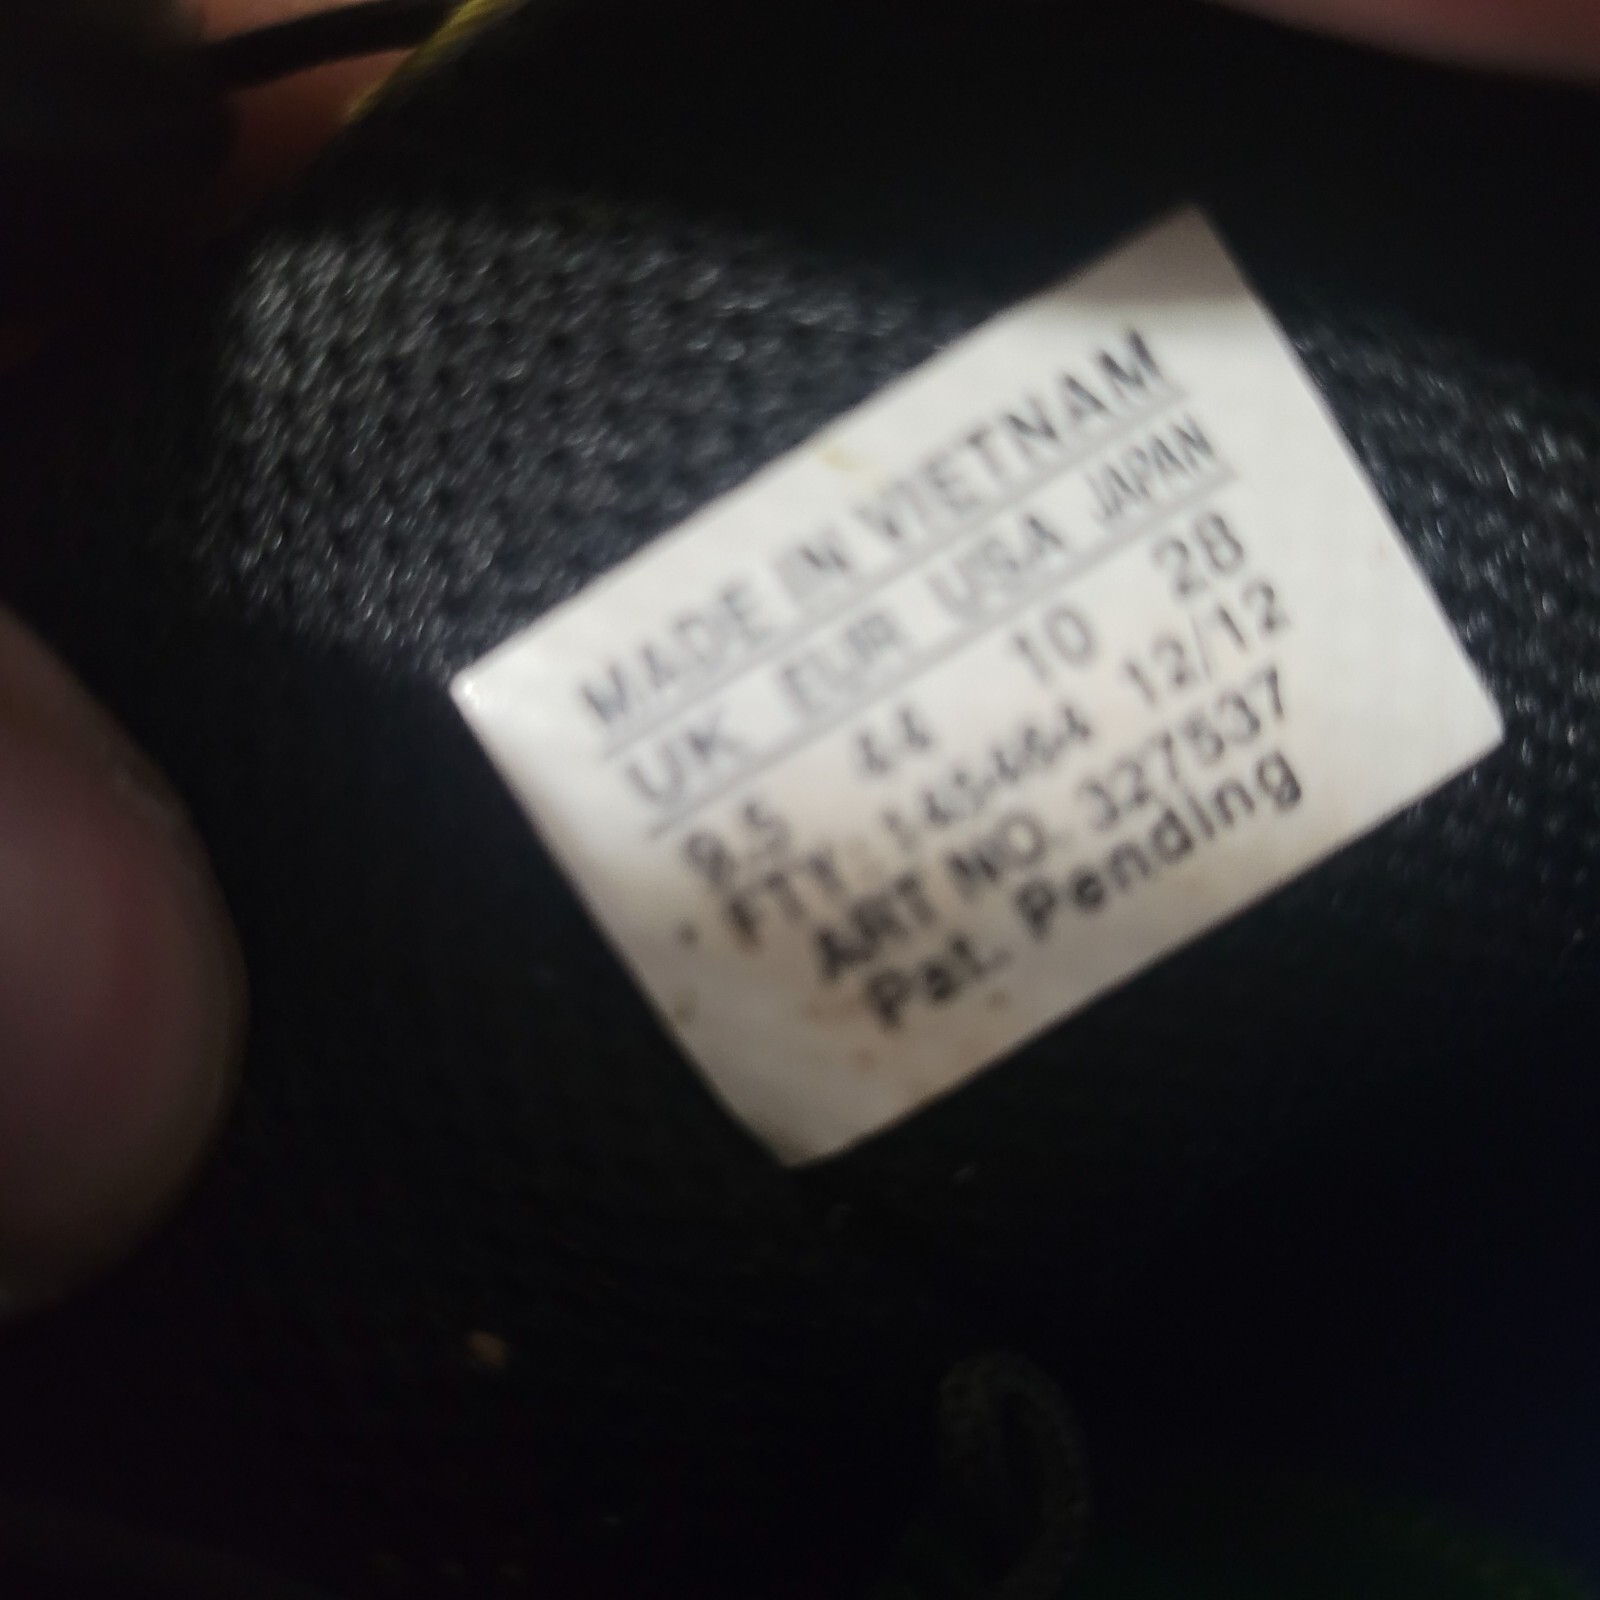 MADE IN VIETNAM
UK EUR USA JAPAN
9.5 44 10 28
FTY: 12/12
ART NO. 327537
Pat. Pending